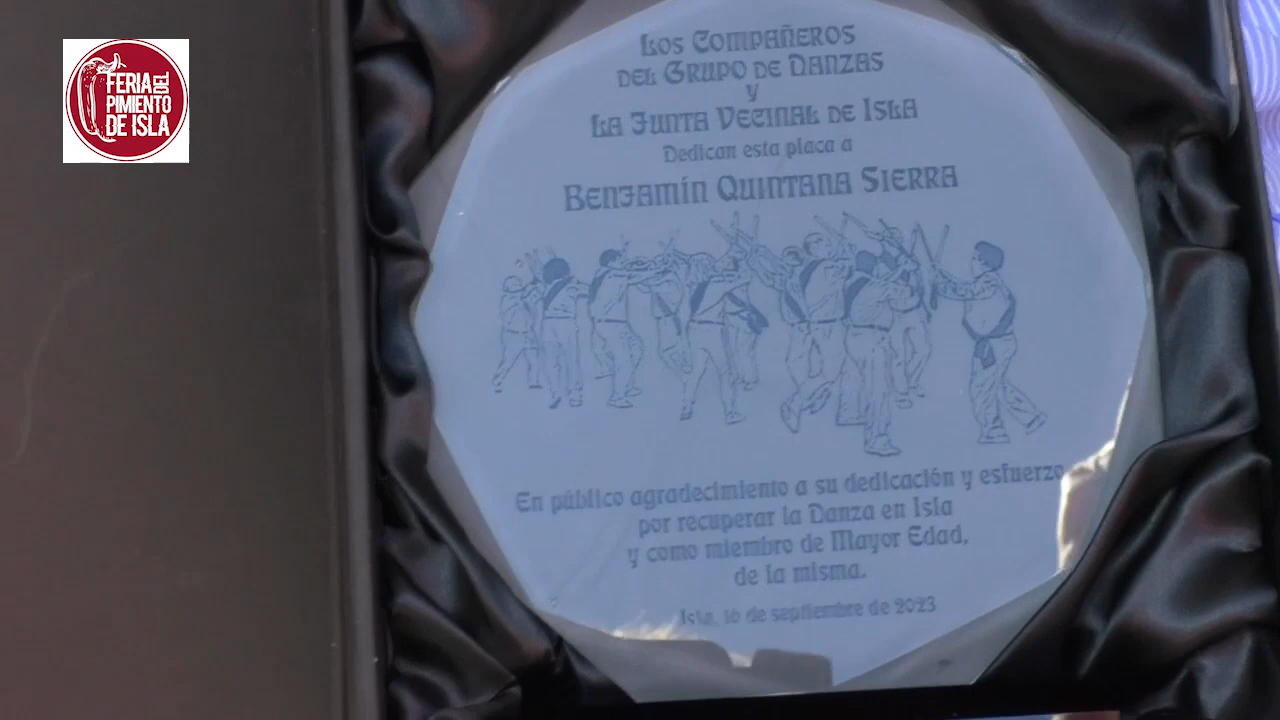 FERIA DEL
PIMIENTO
DE ISLA
Los Compañeros
del Grupo de Danzas
y
La Junta Vecinal de Isla
Dedican esta placa a
Benjamín Quintana Sierra
En público agradecimiento a su dedicación y esfuerzo
por recuperar la Danza en Isla
y como miembro de Mayor Edad,
de la misma.
Isla, 16 de septiembre de 2023